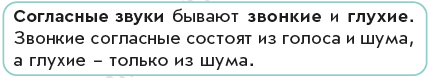 Согласные звуки бывают звонкие и глухие.
Звонкие согласные состоят из голоса и шума,
а глухие – только из шума.